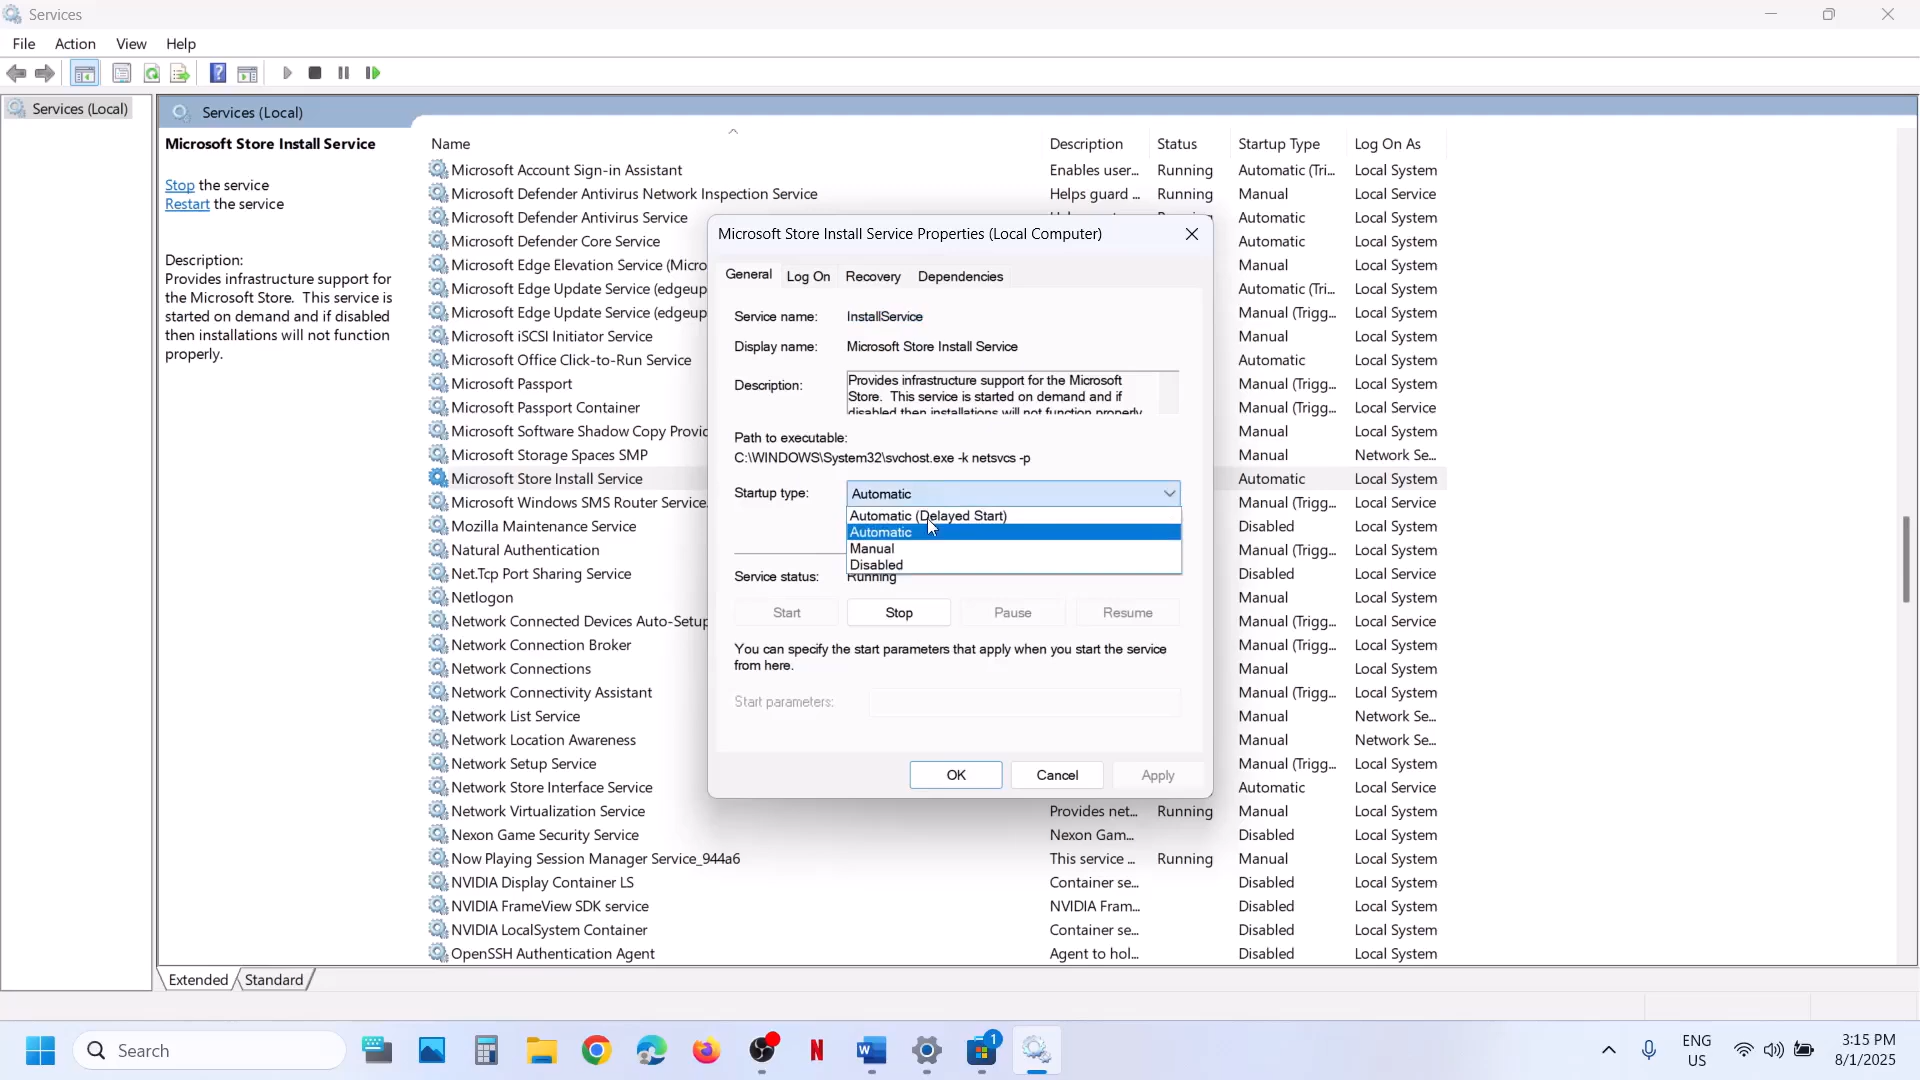 Services
File Action View Help
Services (Local)
Services (Local)
Microsoft Store Install Service
Stop the service
Restart the service
Description:
Provides infrastructure support for
the Microsoft Store. This service is
started on demand and if disabled
then installations will not function
properly.
Name Description Status Startup Type Log On As
Microsoft Account Sign-in Assistant Enables user... Running Automatic (Tri... Local System
Microsoft Defender Antivirus Network Inspection Service Helps guard ... Running Manual Local Service
Microsoft Defender Antivirus Service Automatic Local System
Microsoft Defender Core Service Automatic Local System
Microsoft Edge Elevation Service (Micro Manual Local System
Microsoft Edge Update Service (edgeup Automatic (Tri... Local System
Microsoft Edge Update Service (edgeup Manual (Trigg... Local System
Microsoft iSCSI Initiator Service Manual Local System
Microsoft Office Click-to-Run Service Automatic Local System
Microsoft Passport Manual (Trigg... Local System
Microsoft Passport Container Manual (Trigg... Local Service
Microsoft Software Shadow Copy Provic Manual Local System
Microsoft Storage Spaces SMP Manual Network Se...
Microsoft Store Install Service Automatic Local System
Microsoft Windows SMS Router Service. Manual (Trigg... Local Service
Mozilla Maintenance Service Disabled Local System
Natural Authentication Manual (Trigg... Local System
Net.Tcp Port Sharing Service Disabled Local Service
Netlogon Manual Local System
Network Connected Devices Auto-Setup Manual (Trigg... Local Service
Network Connection Broker Manual (Trigg... Local System
Network Connections Manual Local System
Network Connectivity Assistant Manual (Trigg... Local System
Network List Service Manual Network Se...
Network Location Awareness Manual Network Se...
Network Setup Service Manual (Trigg... Local System
Network Store Interface Service Automatic Local Service
Network Virtualization Service Provides net... Running Manual Local System
Nexon Game Security Service Nexon Gam... Disabled Local System
Now Playing Session Manager Service_944a6 This service ... Running Manual Local System
NVIDIA Display Container LS Container se... Disabled Local System
NVIDIA FrameView SDK service NVIDIA Fram... Disabled Local System
NVIDIA LocalSystem Container Container se... Disabled Local System
OpenSSH Authentication Agent Agent to hol... Disabled Local System
Microsoft Store Install Service Properties (Local Computer)
General Log On Recovery Dependencies
Service name: InstallService
Display name: Microsoft Store Install Service
Description: Provides infrastructure support for the Microsoft
Store. This service is started on demand and if
disabled then installations will not function properly
Path to executable:
C:\WINDOWS\System32\svchost.exe -k netsvcs -p
Startup type: Automatic
Automatic (Delayed Start)
Automatic
Manual
Disabled
Service status: Running
Start Stop Pause Resume
You can specify the start parameters that apply when you start the service
from here.
Start parameters:
OK Cancel Apply
Extended Standard
Search
1
ENG
US
3:15 PM
8/1/2025